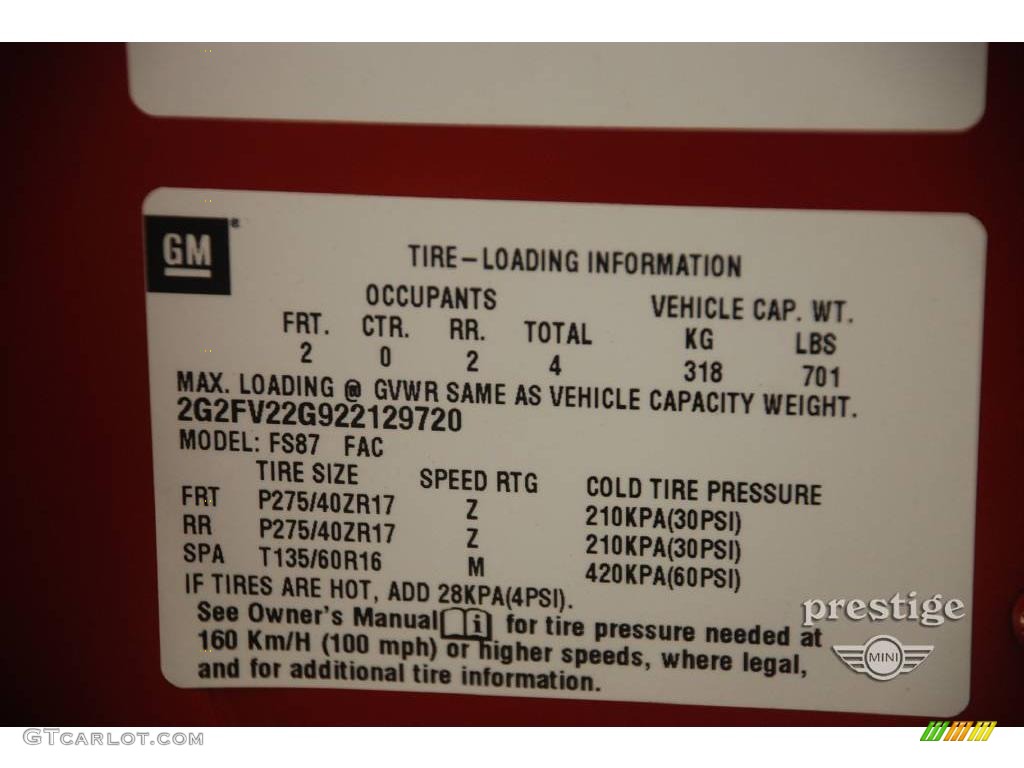 GM
TIRE-LOADING INFORMATION
OCCUPANTS VEHICLE CAP. WT.
FRT. CTR. RR. TOTAL KG LBS
2 0 2 4 318 701
MAX. LOADING @ GVWR SAME AS VEHICLE CAPACITY WEIGHT.
2G2FV22G922129720
MODEL: FS87 FAC
TIRE SIZE SPEED RTG COLD TIRE PRESSURE
FRT P275/40ZR17 Z 210KPA(30PSI)
RR P275/40ZR17 Z 210KPA(30PSI)
SPA T135/60R16 M 420KPA(60PSI)
IF TIRES ARE HOT, ADD 28KPA(4PSI).
See Owner's Manual i for tire pressure needed at
160 Km/H (100 mph) or higher speeds, where legal,
and for additional tire information.
prestige
MINI
GTCARLOT.COM